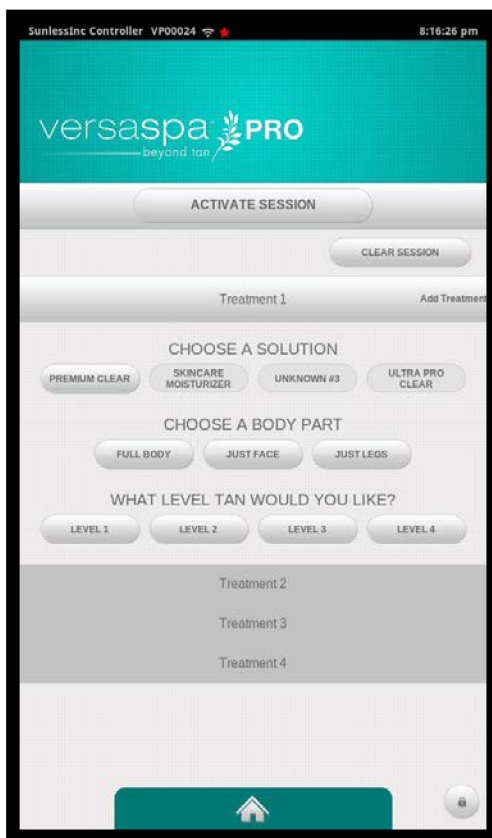 SunlessInc Controller VP00024 8:16:26 pm
versaspa PRO
beyond tan
ACTIVATE SESSION
CLEAR SESSION
Treatment 1 Add Treatment
CHOOSE A SOLUTION
PREMIUM CLEAR SKINCARE MOISTURIZER UNKNOWN #3 ULTRA PRO CLEAR
CHOOSE A BODY PART
FULL BODY JUST FACE JUST LEGS
WHAT LEVEL TAN WOULD YOU LIKE?
LEVEL 1 LEVEL 2 LEVEL 3 LEVEL 4
Treatment 2
Treatment 3
Treatment 4